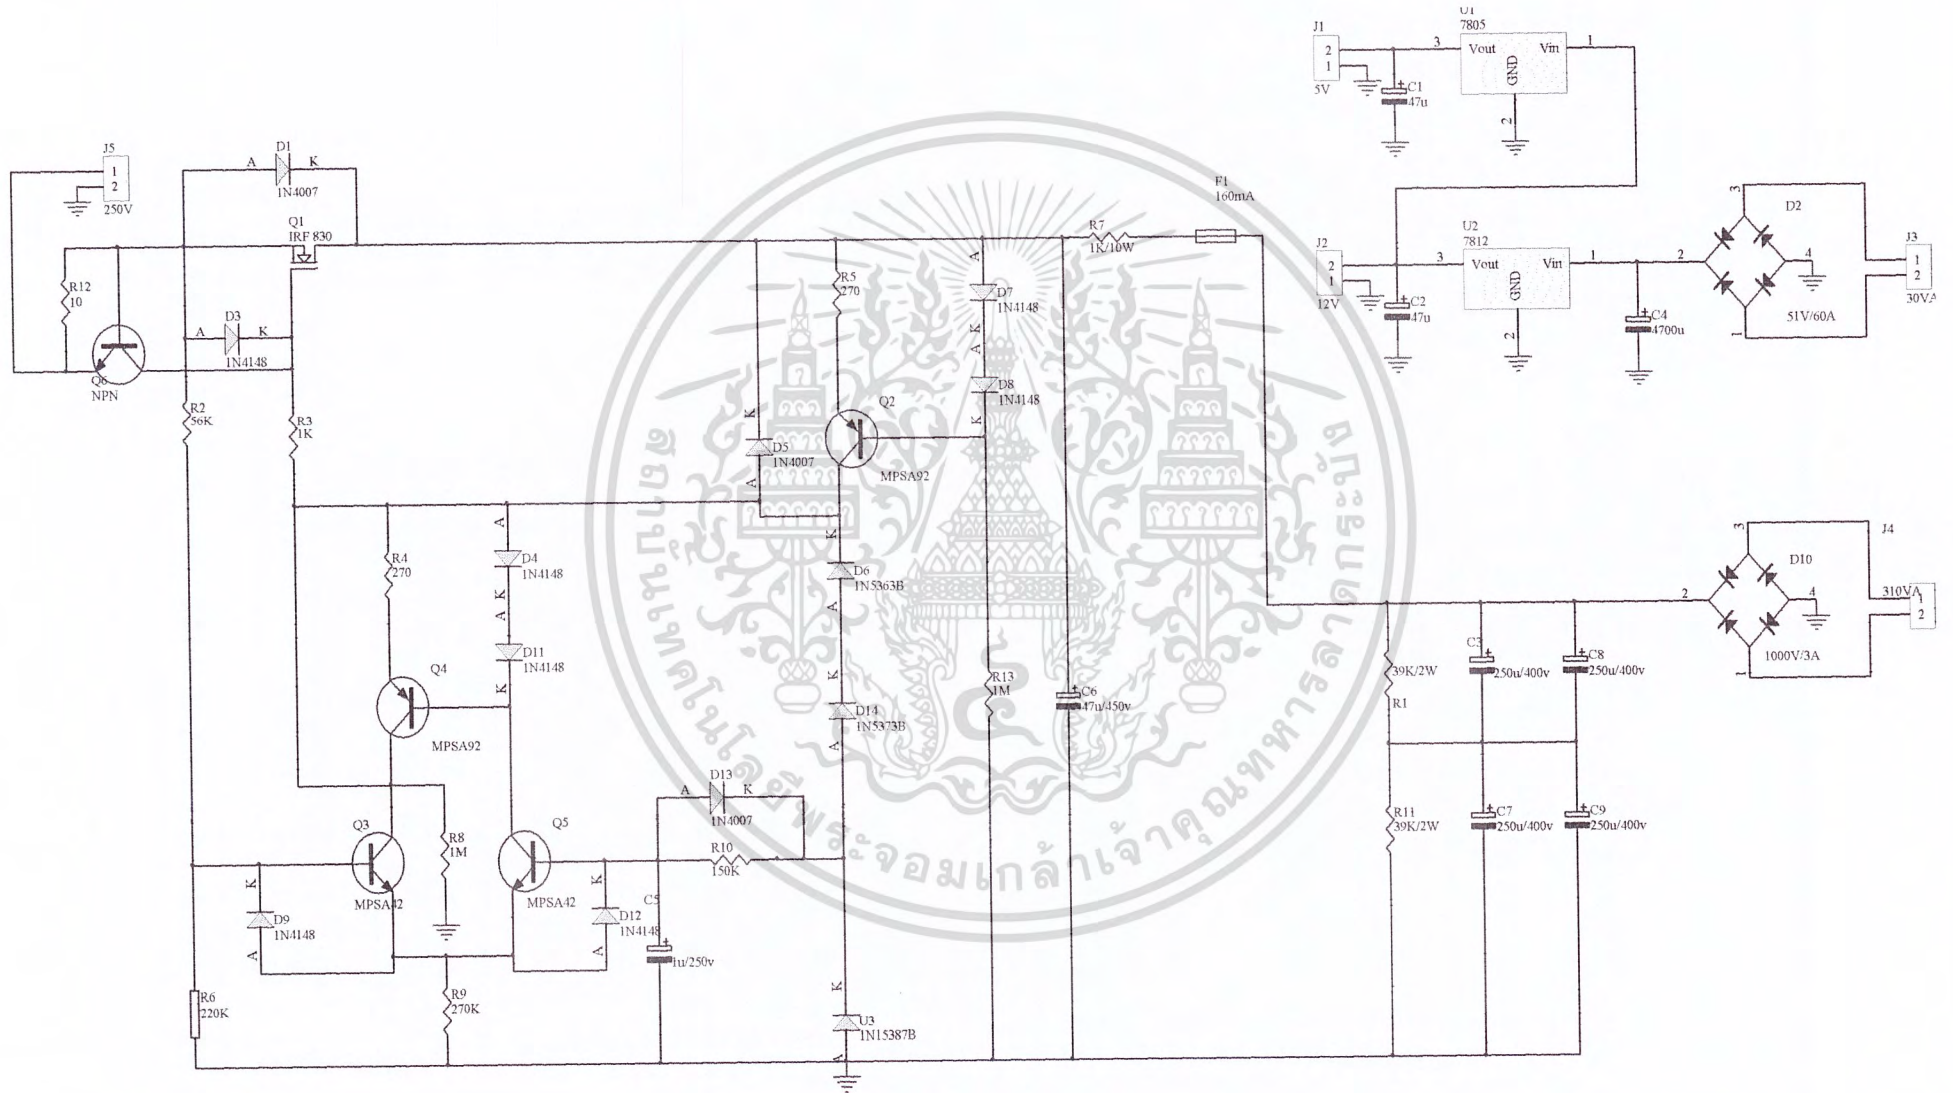 U1
7805
J1
2
1
5V
3
Vout
Vin
GND
1
2
C1
47u
J5
1
2
250V
A
D1
K
1N4007
Q1
IRF 830
R12
10
A
D3
K
1N4148
Q6
NPN
R2
56K
R3
1K
F1
160mA
R7
1K/10W
R5
270
A
D7
1N4148
K
A
D8
1N4148
K
Q2
MPSA92
K
D5
1N4007
A
J2
2
1
12V
3
U2
7812
Vout
Vin
GND
1
2
C2
47u
C4
4700u
2
3
D2
4
1
51V/60A
J3
1
2
30VA
R4
270
A
D4
1N4148
K
A
D11
1N4148
K
Q4
MPSA92
K
D6
1N5363B
A
K
D14
1N5373B
A
R13
1M
C6
47u/450v
2
3
D10
4
1
1000V/3A
J4
310VA
1
2
39K/2W
R1
250u/400v
C8
250u/400v
R11
39K/2W
C7
250u/400v
C9
250u/400v
Q3
MPSA42
R8
1M
Q5
MPSA42
A
D13
K
1N4007
R10
150K
K
D9
1N4148
A
K
D12
1N4148
A
C5
1u/250v
R6
220K
R9
270K
K
U3
1N15387B
A
สถาบันเทคโนโลยีพระจอมเกล้าเจ้าคุณทหารลาดกระบัง